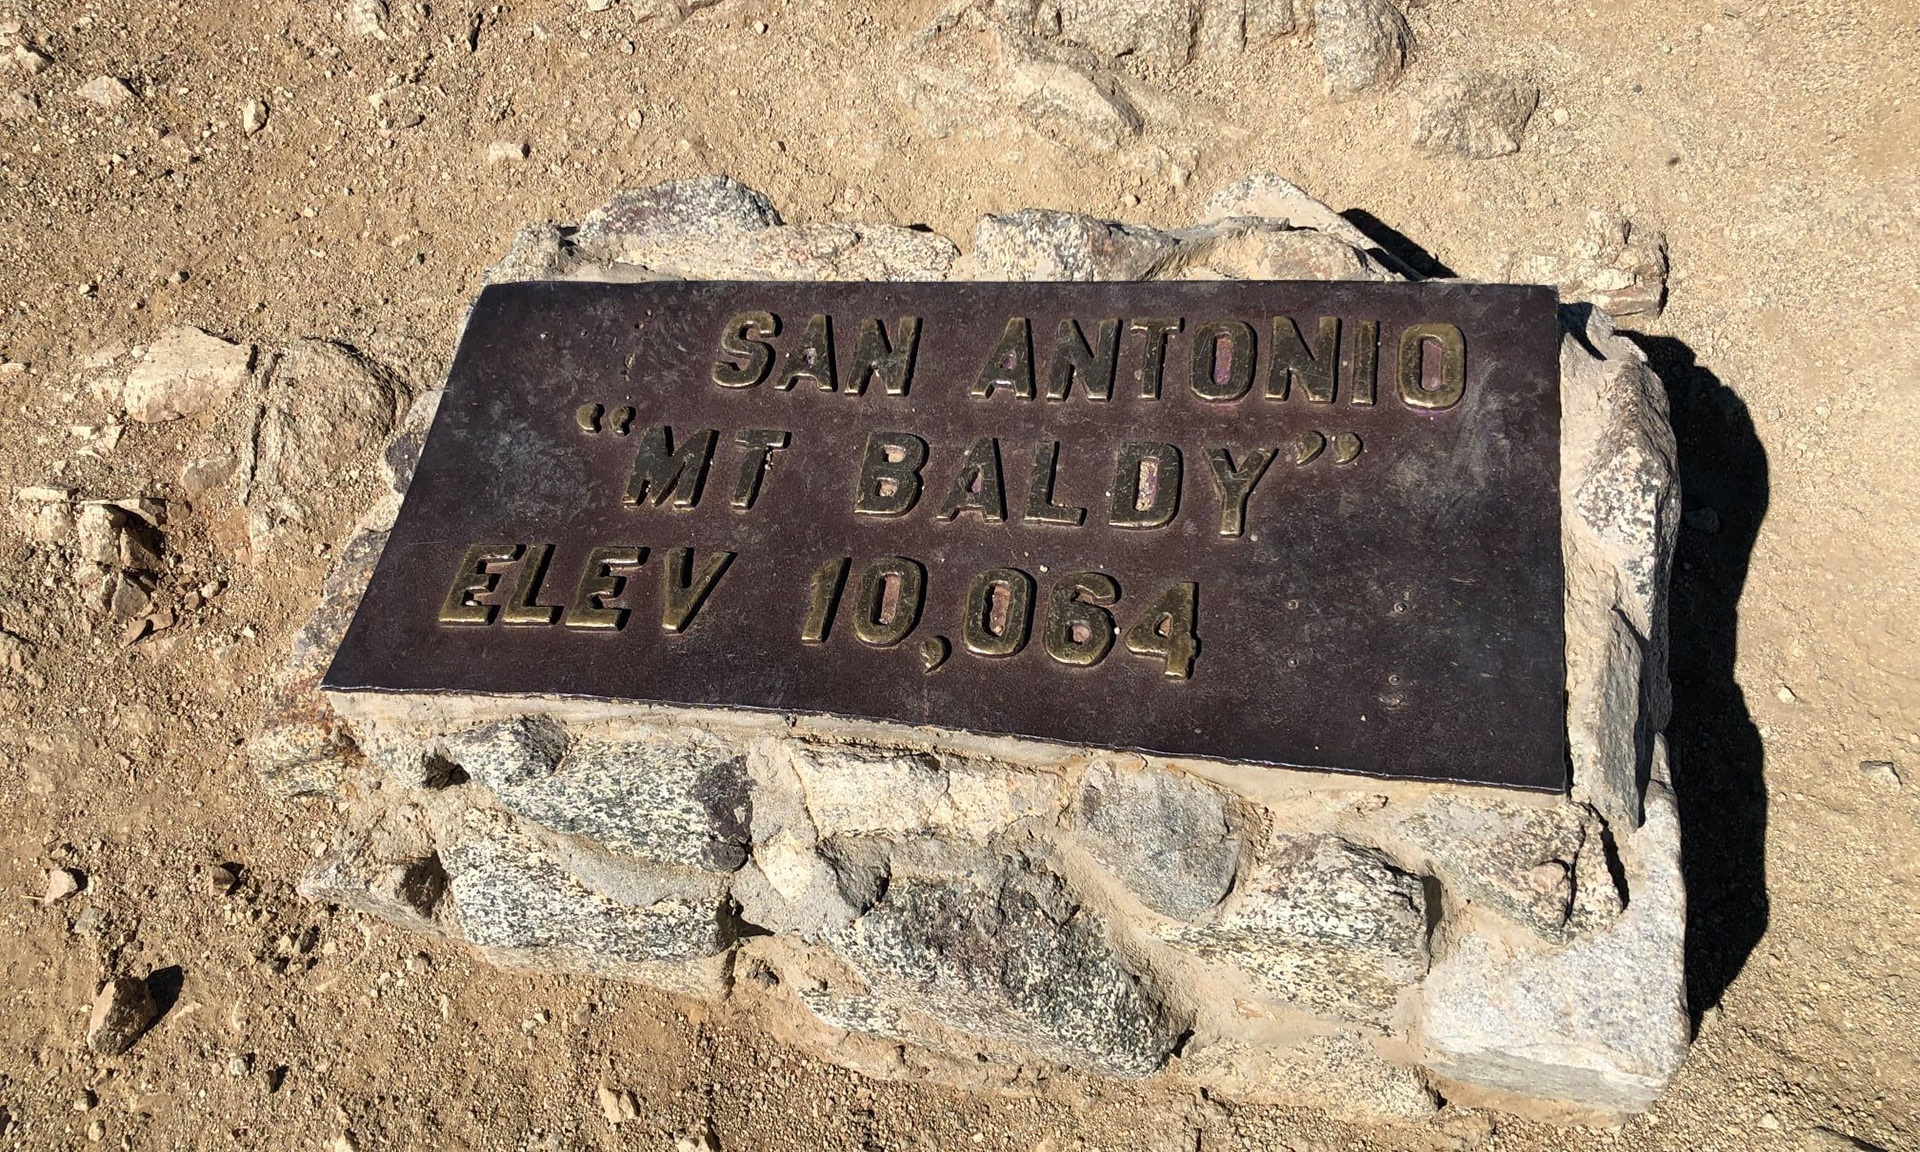 SAN ANTONIO
“MT BALDY”
ELEV 10,064